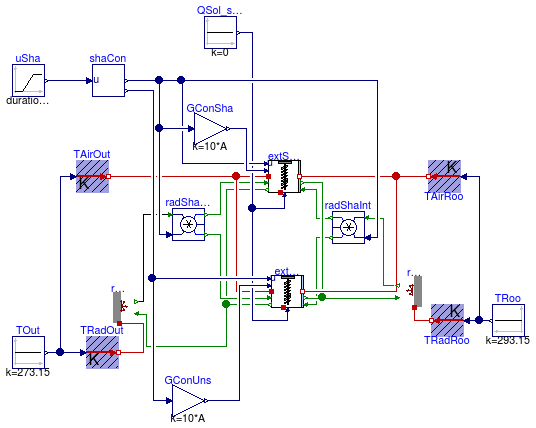 QSol_s...
k=0
uSha
duratio...
shaCon
u
GConSha
k=10*A
TAirOut
K
extS...
K
TAirRoo
radSha...
radShaInt
r...
ext...
r...
TOut
k=273.15
TRadOut
K
K
TRadRoo
TRoo
k=293.15
GConUns
k=10*A